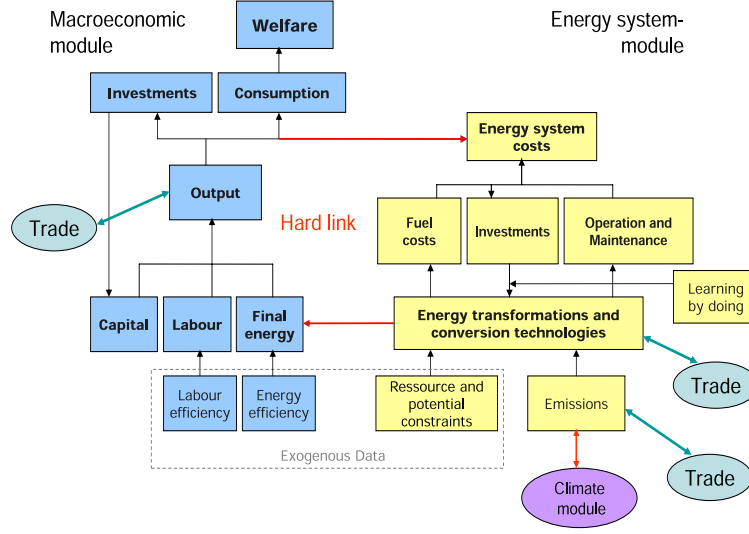 Macroeconomic
module
Welfare
Energy system-
module
Investments
Consumption
Energy system
costs
Output
Trade
Hard link
Fuel
costs
Investments
Operation and
Maintenance
Learning
by doing
Capital
Labour
Final
energy
Energy transformations and
conversion technologies
Trade
Labour
efficiency
Energy
efficiency
Ressource and
potential
constraints
Emissions
Exogenous Data
Trade
Climate
module